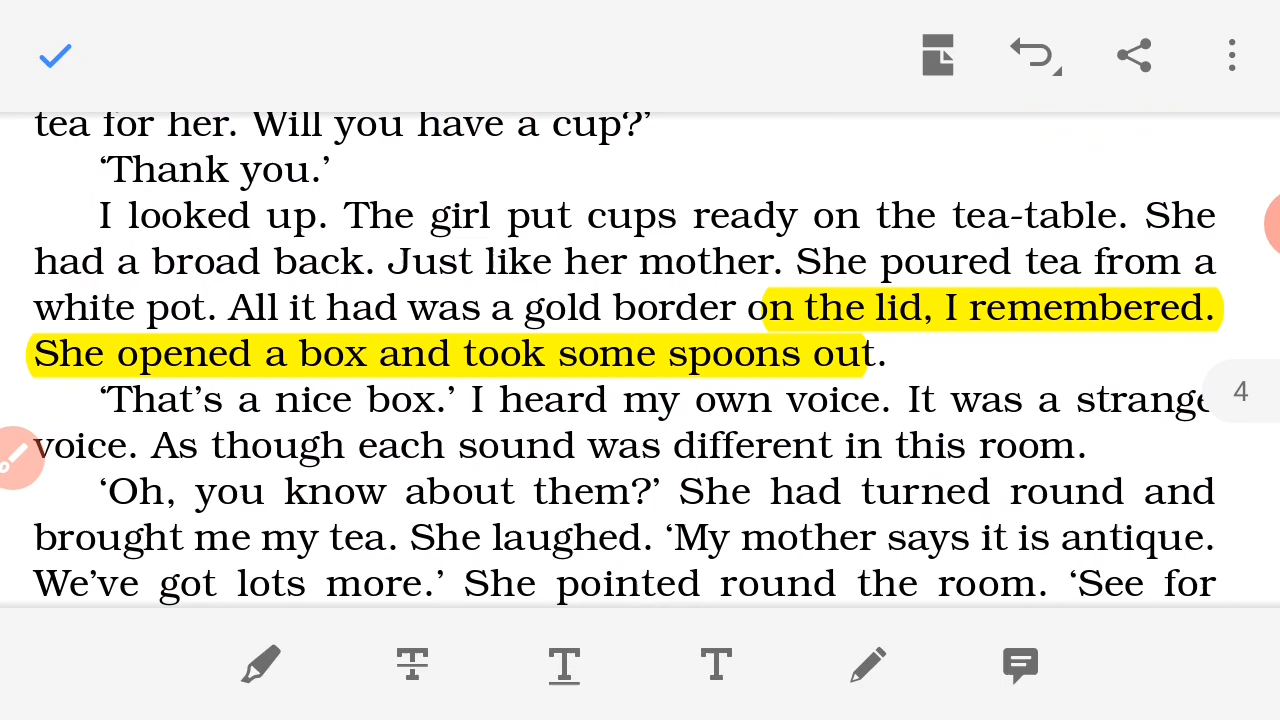 tea for her. Will you have a cup?’
‘Thank you.’
I looked up. The girl put cups ready on the tea-table. She
had a broad back. Just like her mother. She poured tea from a
white pot. All it had was a gold border on the lid, I remembered.
She opened a box and took some spoons out.
‘That’s a nice box.’ I heard my own voice. It was a strange
voice. As though each sound was different in this room.
‘Oh, you know about them?’ She had turned round and
brought me my tea. She laughed. ‘My mother says it is antique.
We’ve got lots more.’ She pointed round the room. ‘See for
4